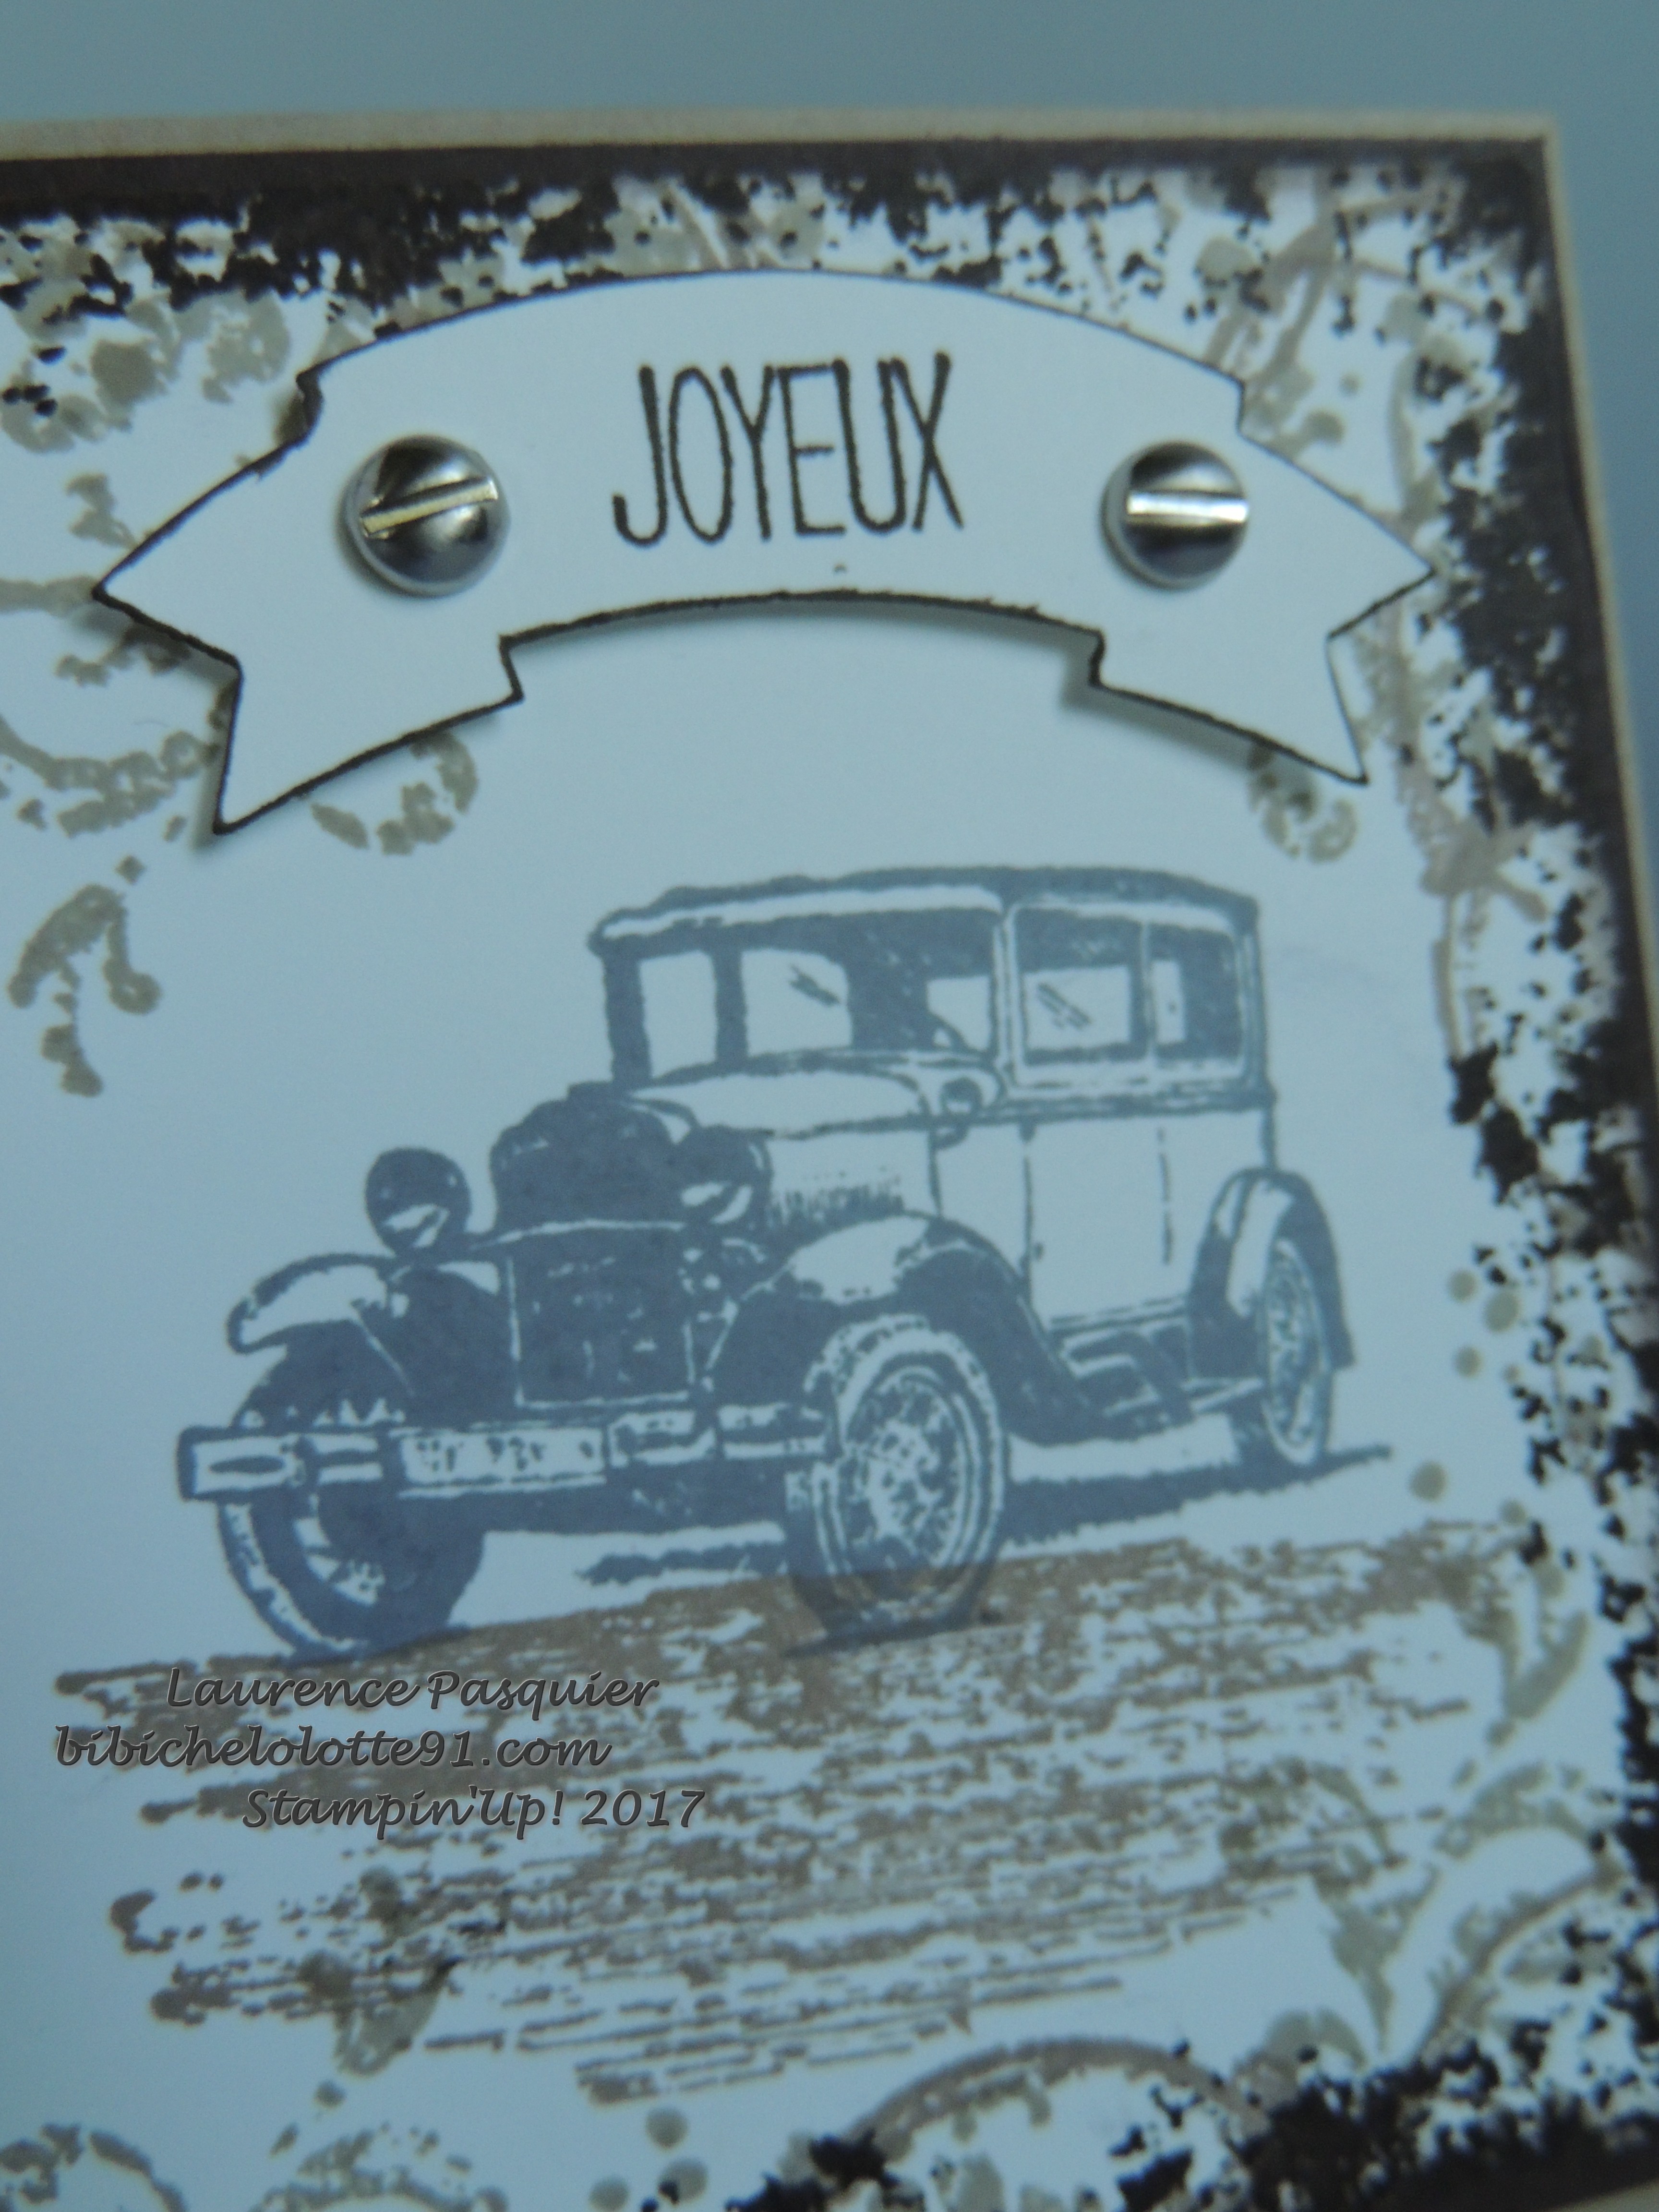 JOYEUX
Laurence Pasquier
bibichelolotte91.com
Stampin'Up! 2017